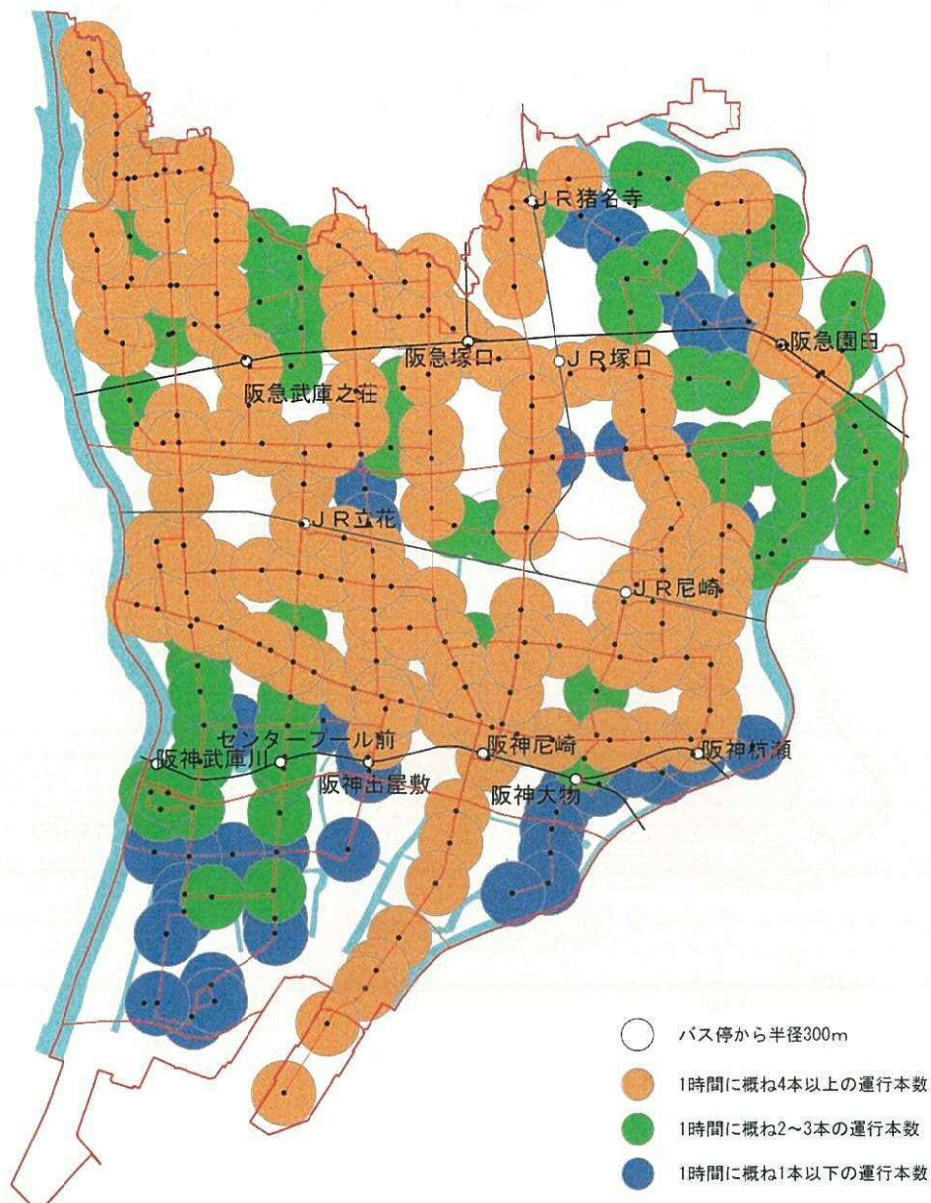 JR猪名寺
阪急塚口
JR塚口
阪急園田
阪急武庫之荘
JR立花
JR尼崎
センタープール前
阪神武庫川
阪神出屋敷
阪神尼崎
阪神大物
阪神杭瀬
バス停から半径300m
1時間に概ね4本以上の運行本数
1時間に概ね2~3本の運行本数
1時間に概ね1本以下の運行本数